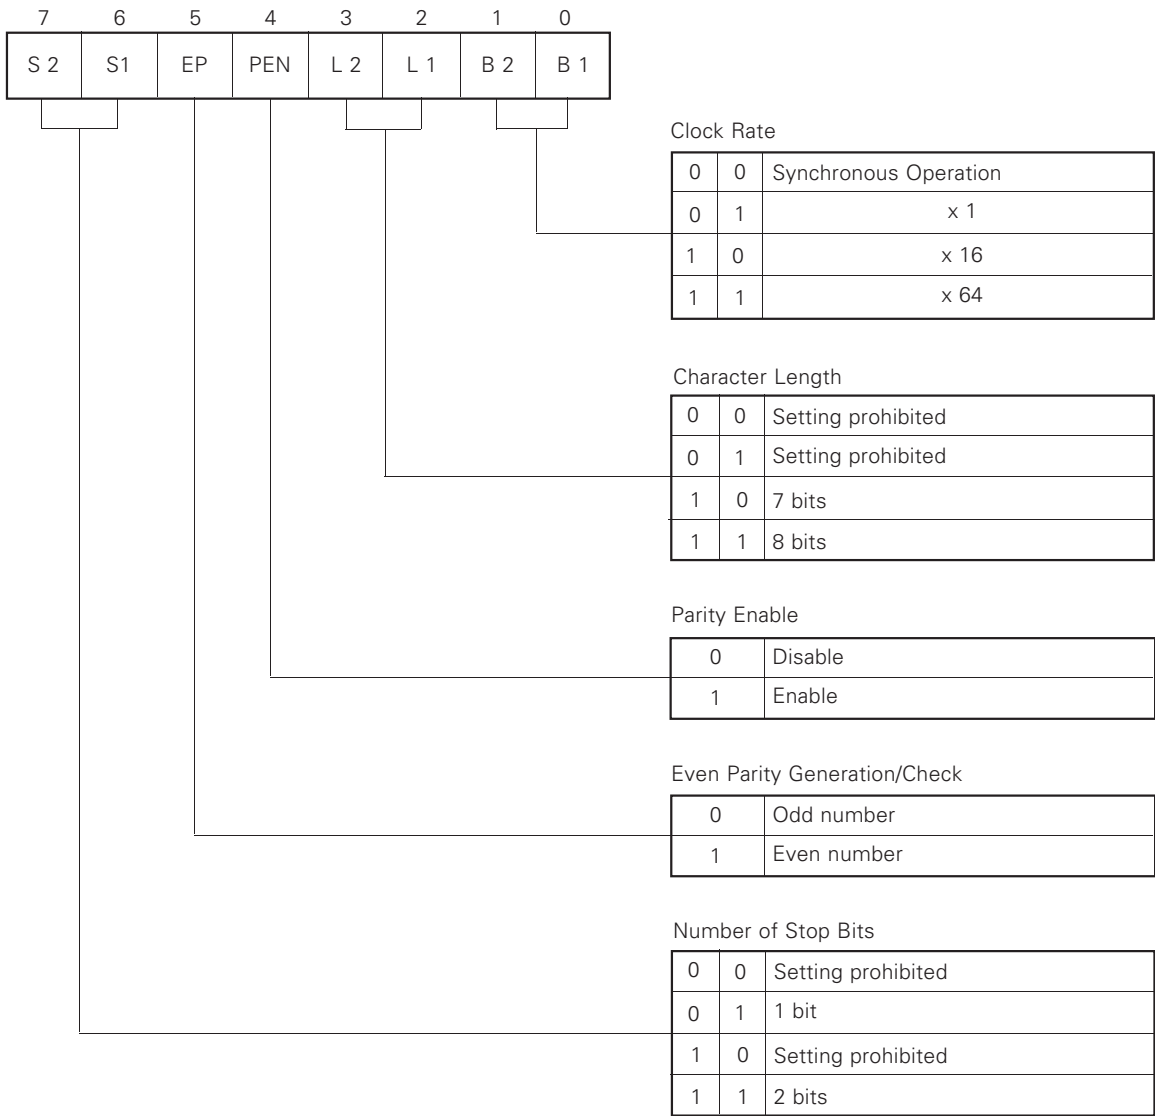 7 6 5 4 3 2 1 0
S 2 S1 EP PEN L 2 L 1 B 2 B 1
Clock Rate
0 0 Synchronous Operation
0 1 x 1
1 0 x 16
1 1 x 64
Character Length
0 0 Setting prohibited
0 1 Setting prohibited
1 0 7 bits
1 1 8 bits
Parity Enable
0 Disable
1 Enable
Even Parity Generation/Check
0 Odd number
1 Even number
Number of Stop Bits
0 0 Setting prohibited
0 1 1 bit
1 0 Setting prohibited
1 1 2 bits